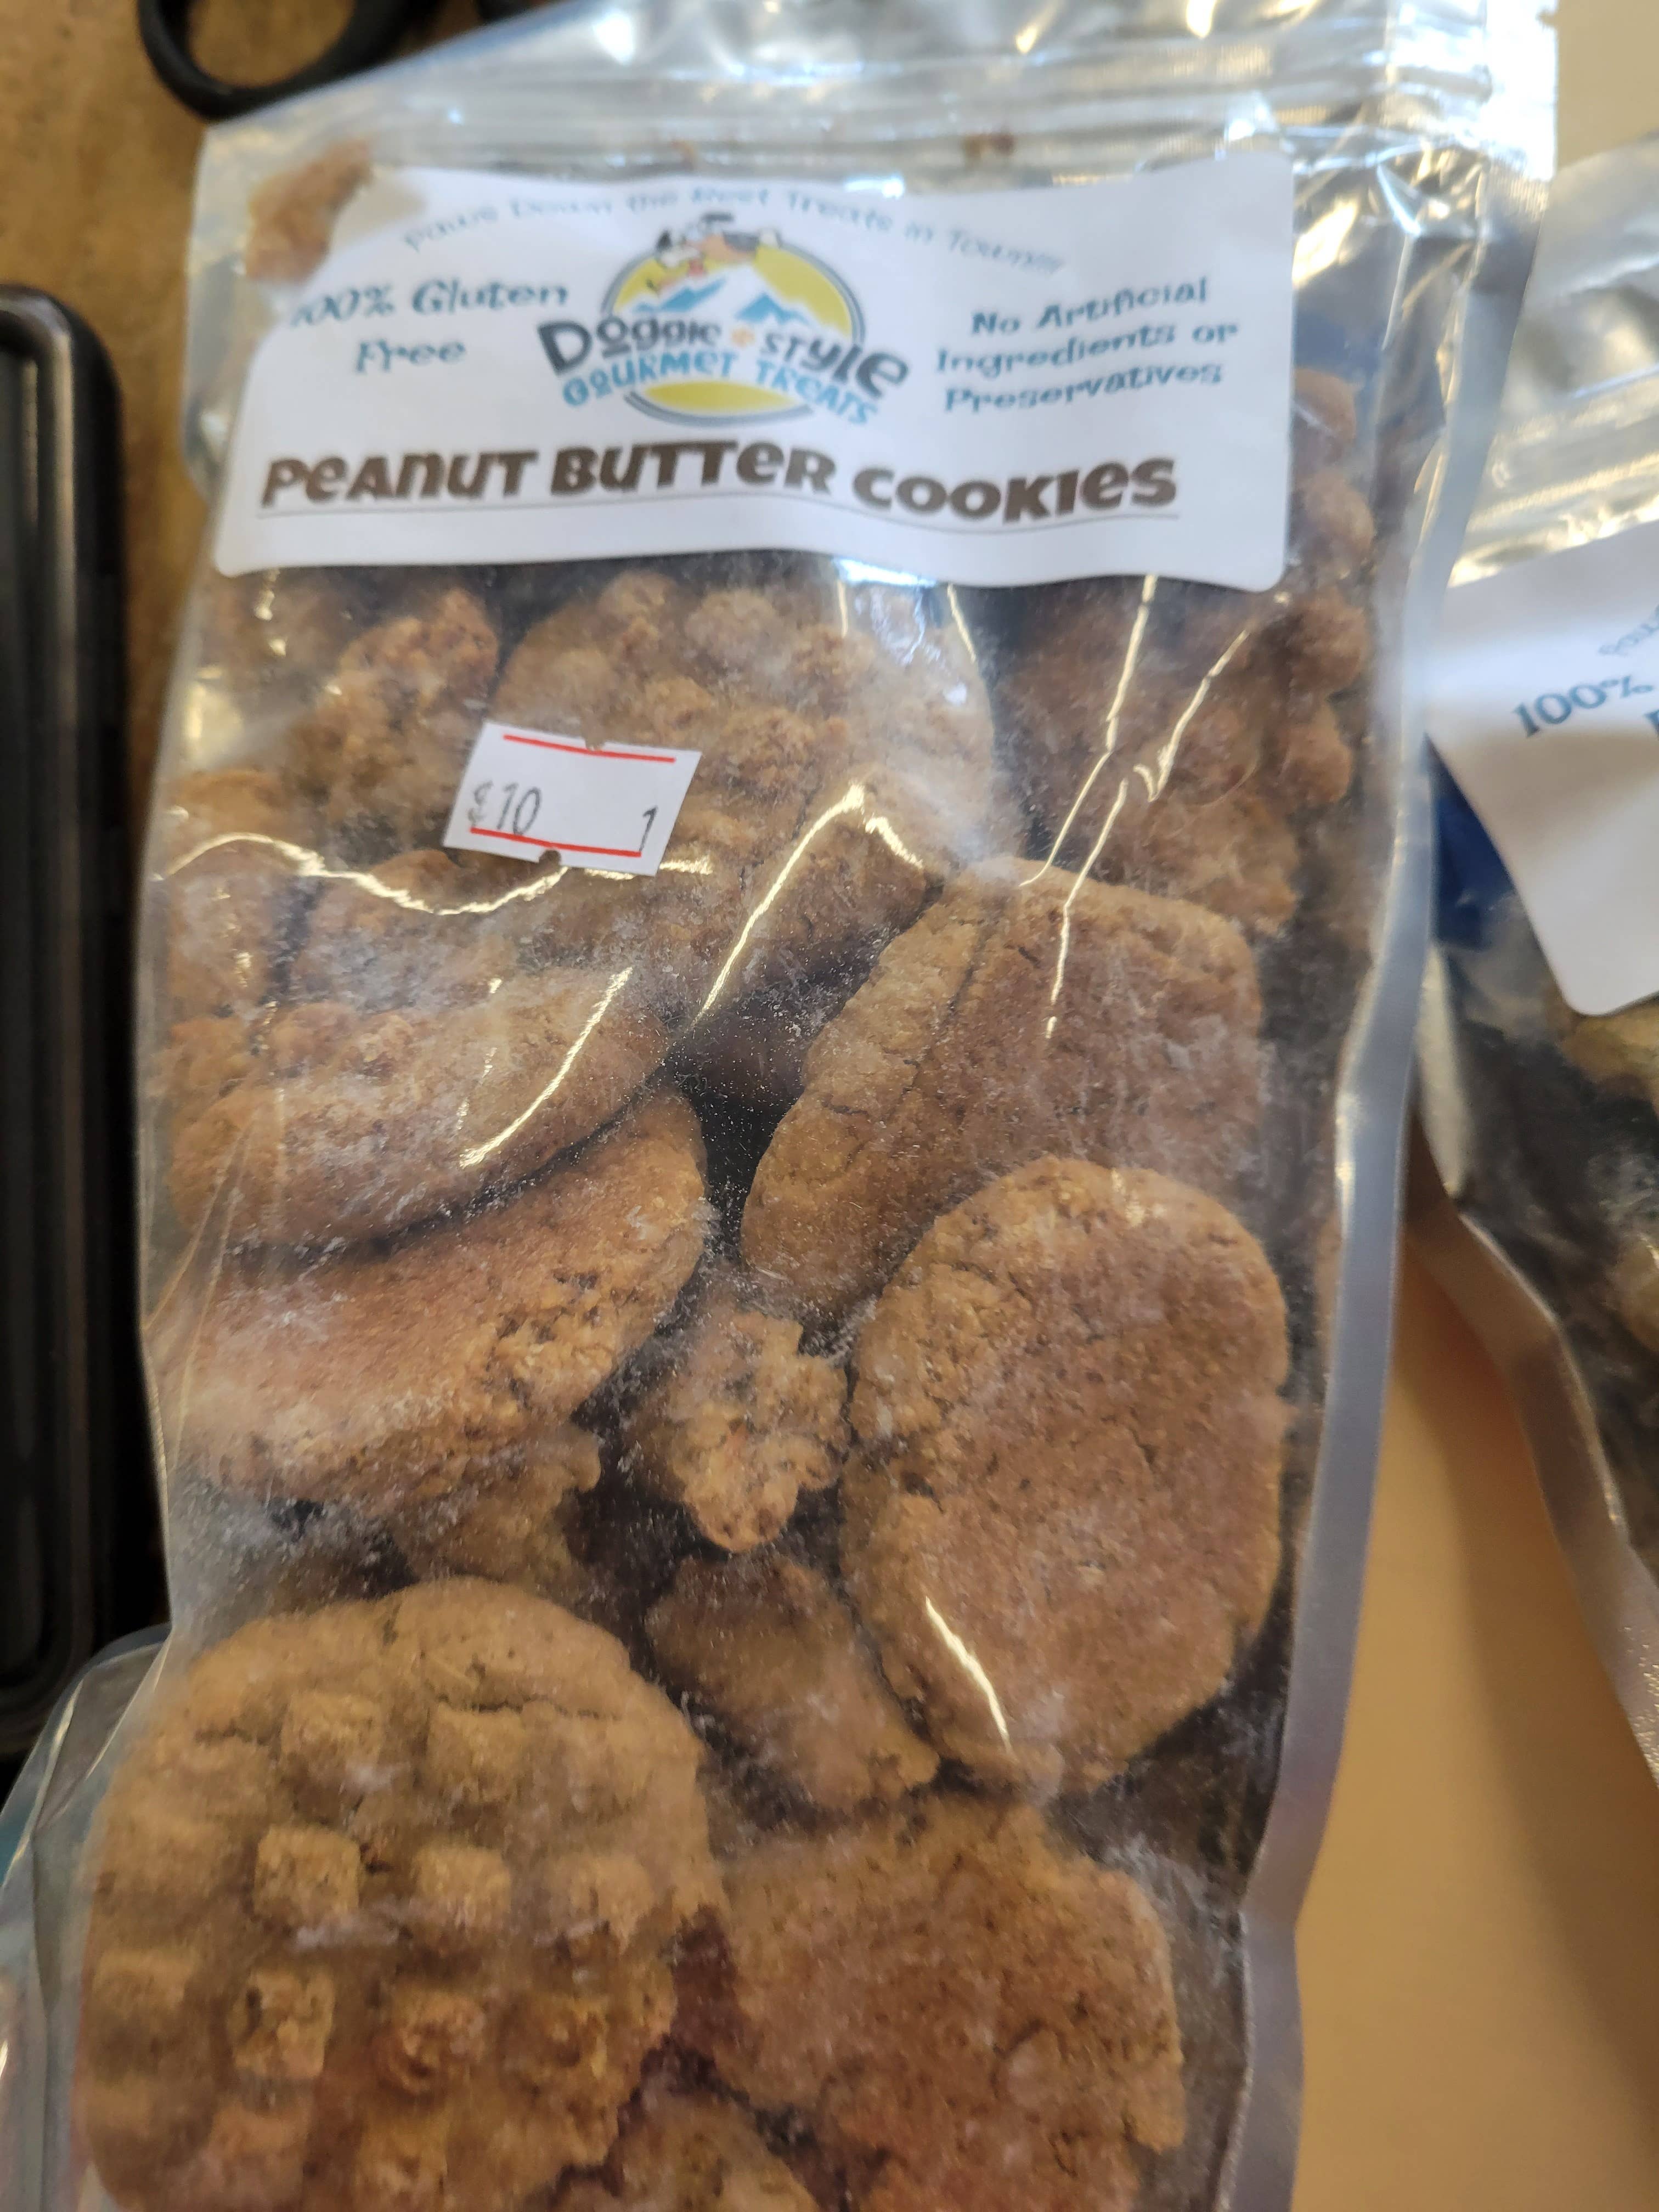 Paws Down the Best Treats in Town!!!
100% Gluten
Free
Doggie Style
Gourmet Treats
No Artificial
Ingredients or
Preservatives
Peanut Butter Cookies
$10 1
100%